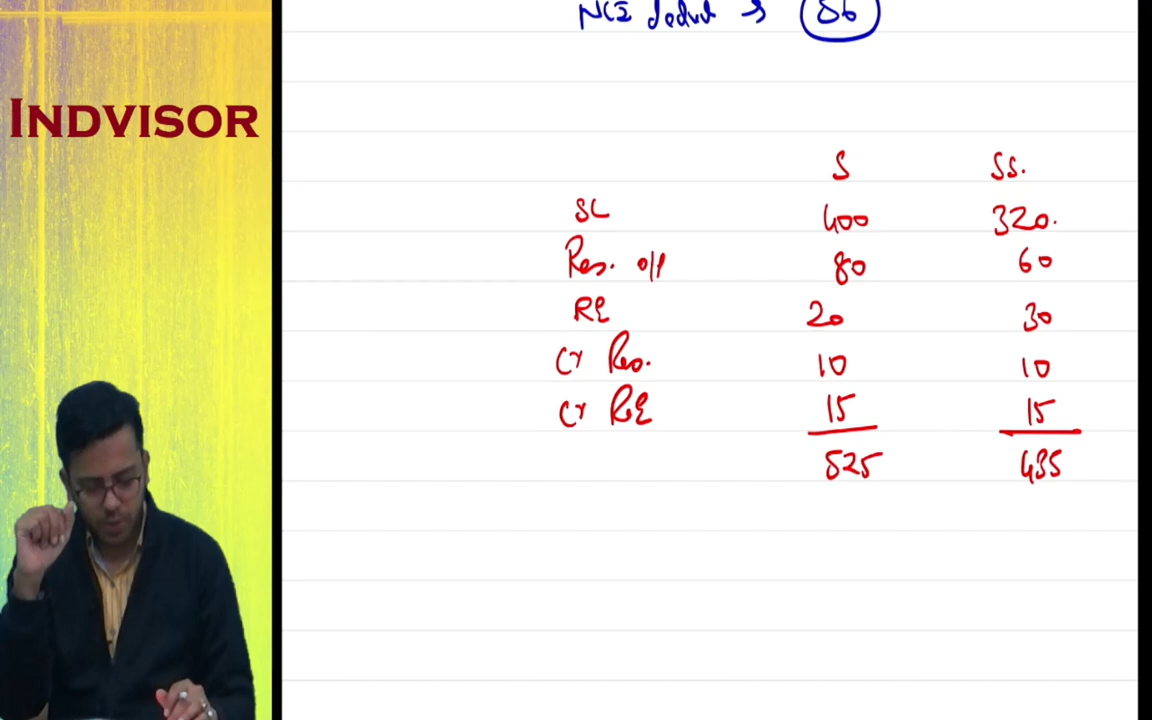 NCI deduct → 56
INDVISOR
S SS.
SC 400 320.
Res. o/p 80 60
RE 20 30
Cr Res. 10 10
Cr RE 15 15
525 435